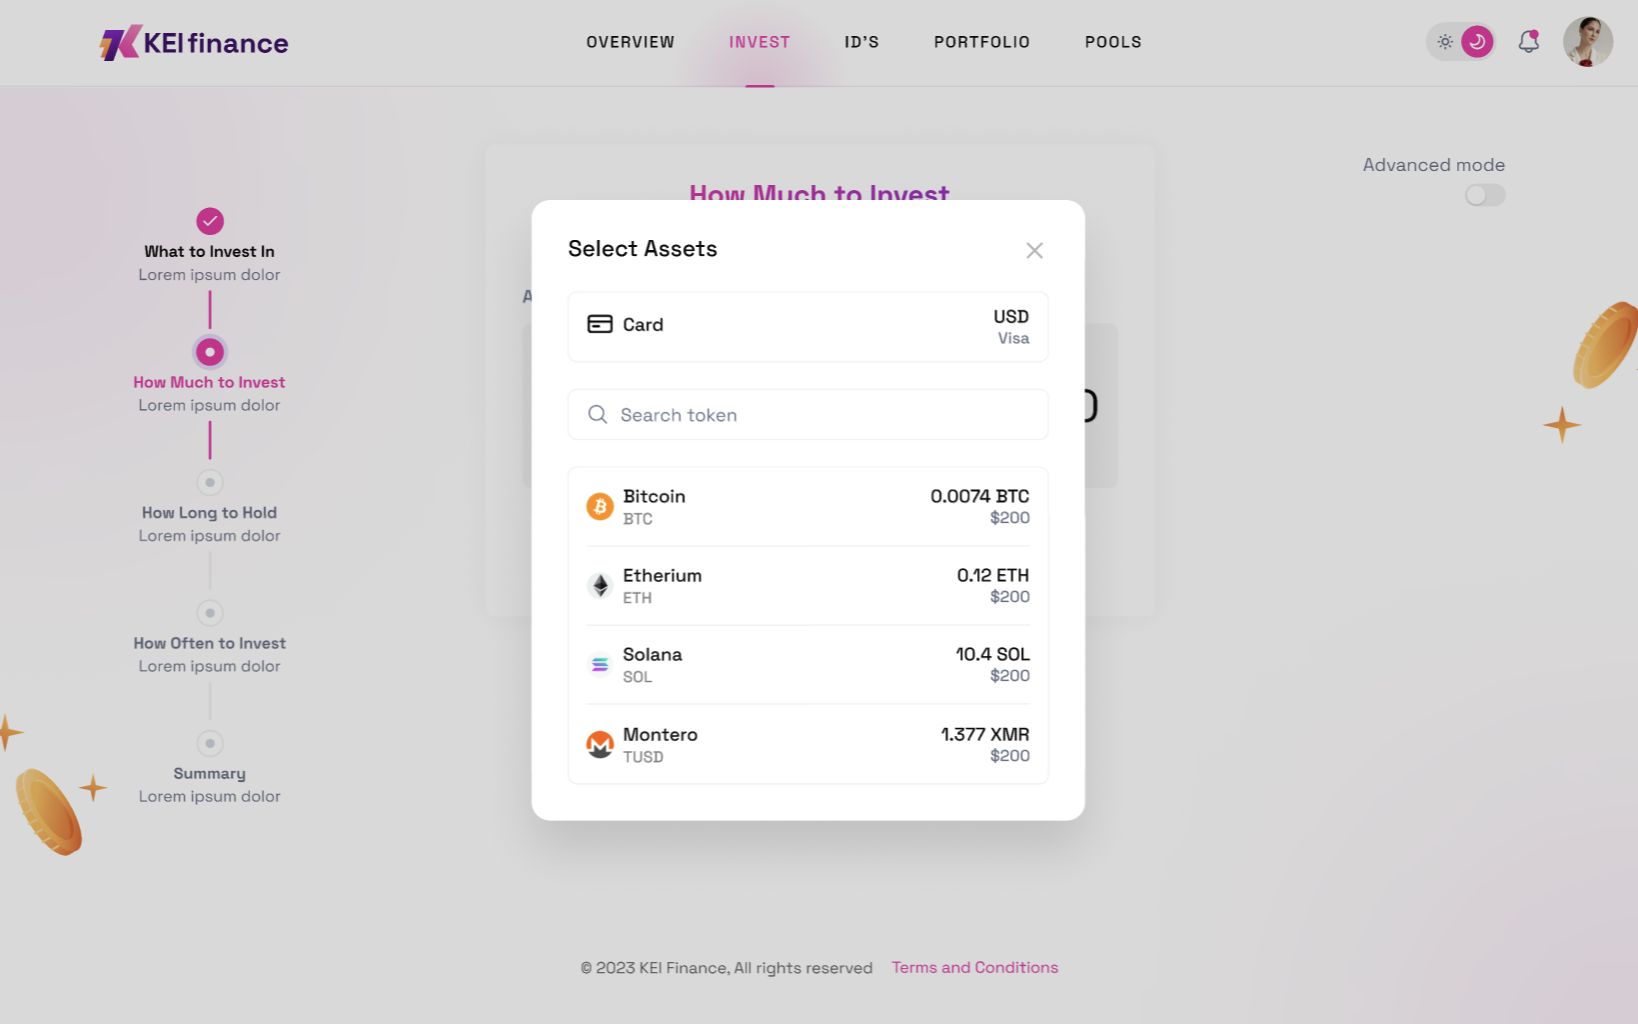 KEI finance
OVERVIEW
INVEST
ID'S
PORTFOLIO
POOLS
Advanced mode
What to Invest In
Lorem ipsum dolor
How Much to Invest
Lorem ipsum dolor
How Long to Hold
Lorem ipsum dolor
How Often to Invest
Lorem ipsum dolor
Summary
Lorem ipsum dolor
How Much to Invest
Select Assets
Card
USD
Visa
Search token
Bitcoin
BTC
0.0074 BTC
$200
Etherium
ETH
0.12 ETH
$200
Solana
SOL
10.4 SOL
$200
Montero
TUSD
1.377 XMR
$200
© 2023 KEI Finance, All rights reserved
Terms and Conditions